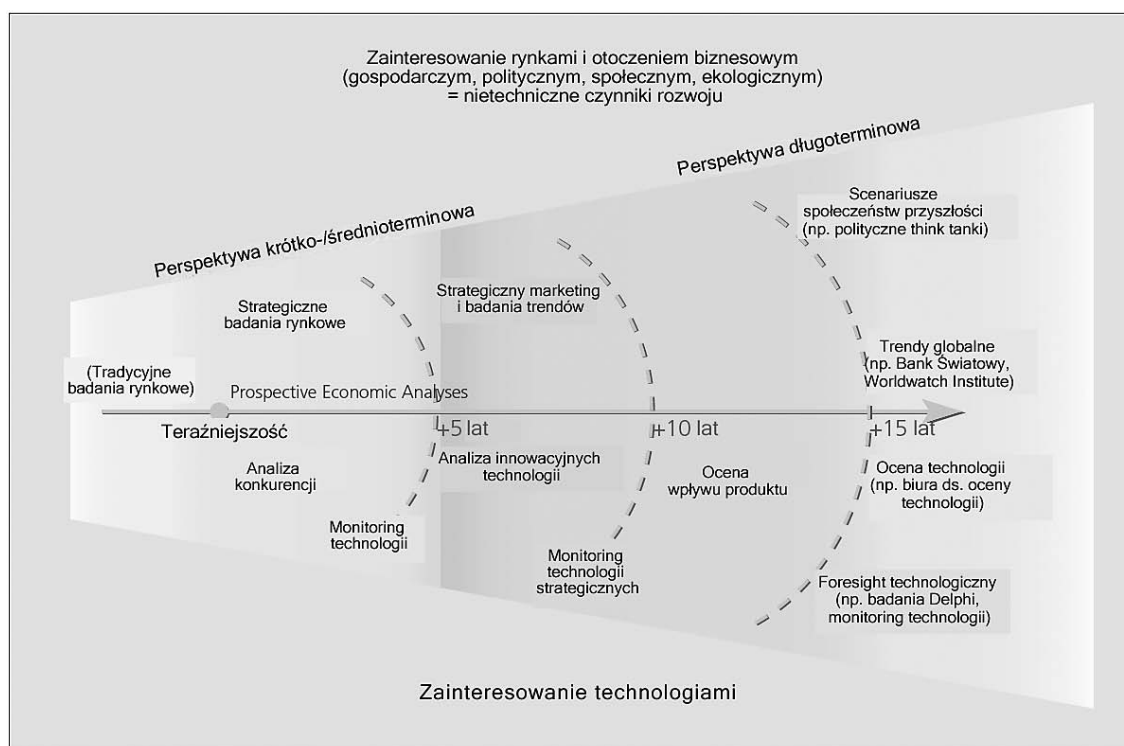 Zainteresowanie rynkami i otoczeniem biznesowym
(gospodarczym, politycznym, społecznym, ekologicznym)
= nietechniczne czynniki rozwoju
Perspektywa długoterminowa
Perspektywa krótko-/średnioterminowa
Scenariusze
społeczeństw przyszłości
(np. polityczne think tanki)
Strategiczny marketing
i badania trendów
Strategiczne
badania rynkowe
Trendy globalne
(np. Bank Światowy,
Worldwatch Institute)
(Tradycyjne
badania rynkowe)
Prospective Economic Analyses
Teraźniejszość
+5 lat
+10 lat
+15 lat
Analiza
konkurencji
Analiza innowacyjnych
technologii
Ocena
wpływu produktu
Ocena technologii
(np. biura ds. oceny
technologii)
Monitoring
technologii
Monitoring
technologii
strategicznych
Foresight technologiczny
(np. badania Delphi,
monitoring technologii)
Zainteresowanie technologiami